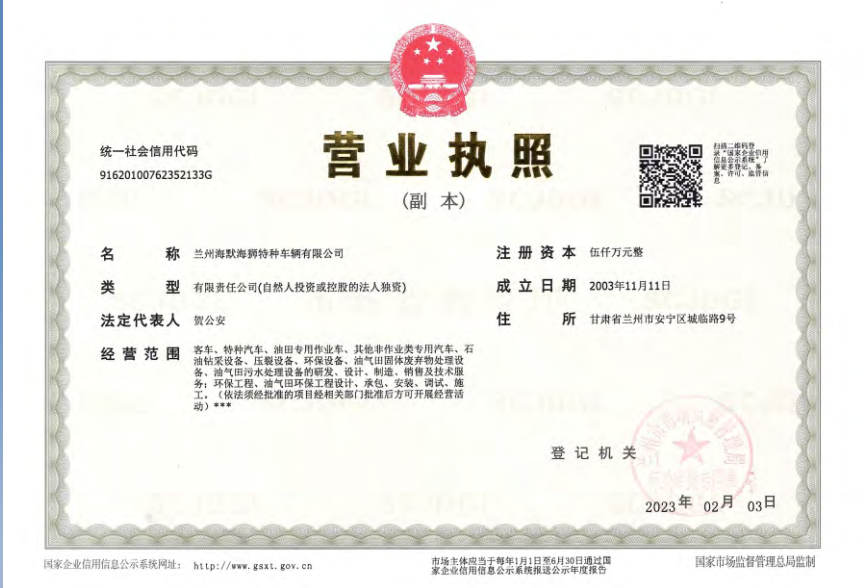 营业执照
(副 本)
统一社会信用代码
91620100762352133G
扫描二维码登
录“国家企业信用
信息公示系统”了
解更多登记、备
案、许可、监管信
息
名 称 兰州海默海狮特种车辆有限公司
类 型 有限责任公司(自然人投资或控股的法人独资)
法定代表人 贺公安
经营范围 客车、特种汽车、油田专用作业车、其他非作业类专用汽车、石
油钻采设备、压裂设备、环保设备、油气田固体废弃物处理设
备、油气田污水处理设备的研发、设计、制造、销售及技术服
务；环保工程、油气田环保工程设计、承包、安装、调试、施
工。（依法须经批准的项目经相关部门批准后方可开展经营活
动）***
注册资本 伍仟万元整
成立日期 2003年11月11日
住 所 甘肃省兰州市安宁区城临路9号
登记机关
2023年 02月 03日
国家企业信用信息公示系统网址： http://www.gsxt.gov.cn
市场主体应当于每年1月1日至6月30日通过国
家企业信用信息公示系统报送公示年度报告
国家市场监督管理总局监制